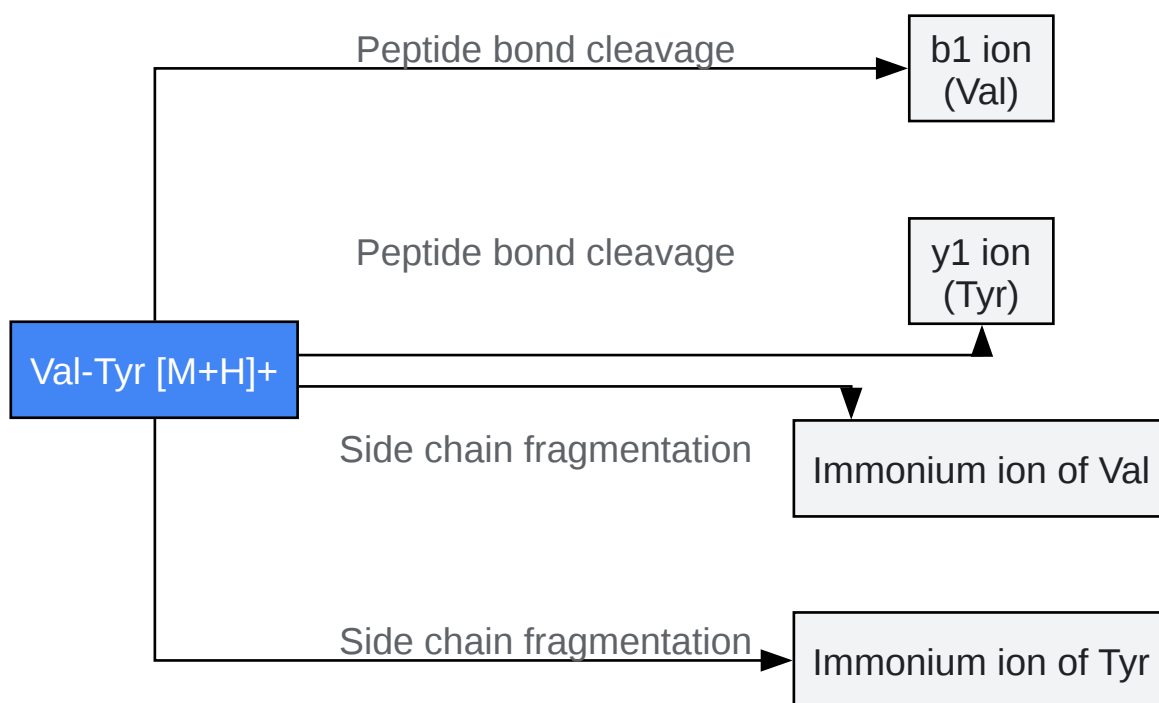 Peptide bond cleavage
b1 ion
(Val)
Peptide bond cleavage
y1 ion
(Tyr)
Val-Tyr [M+H]+
Side chain fragmentation
Immonium ion of Val
Side chain fragmentation
Immonium ion of Tyr